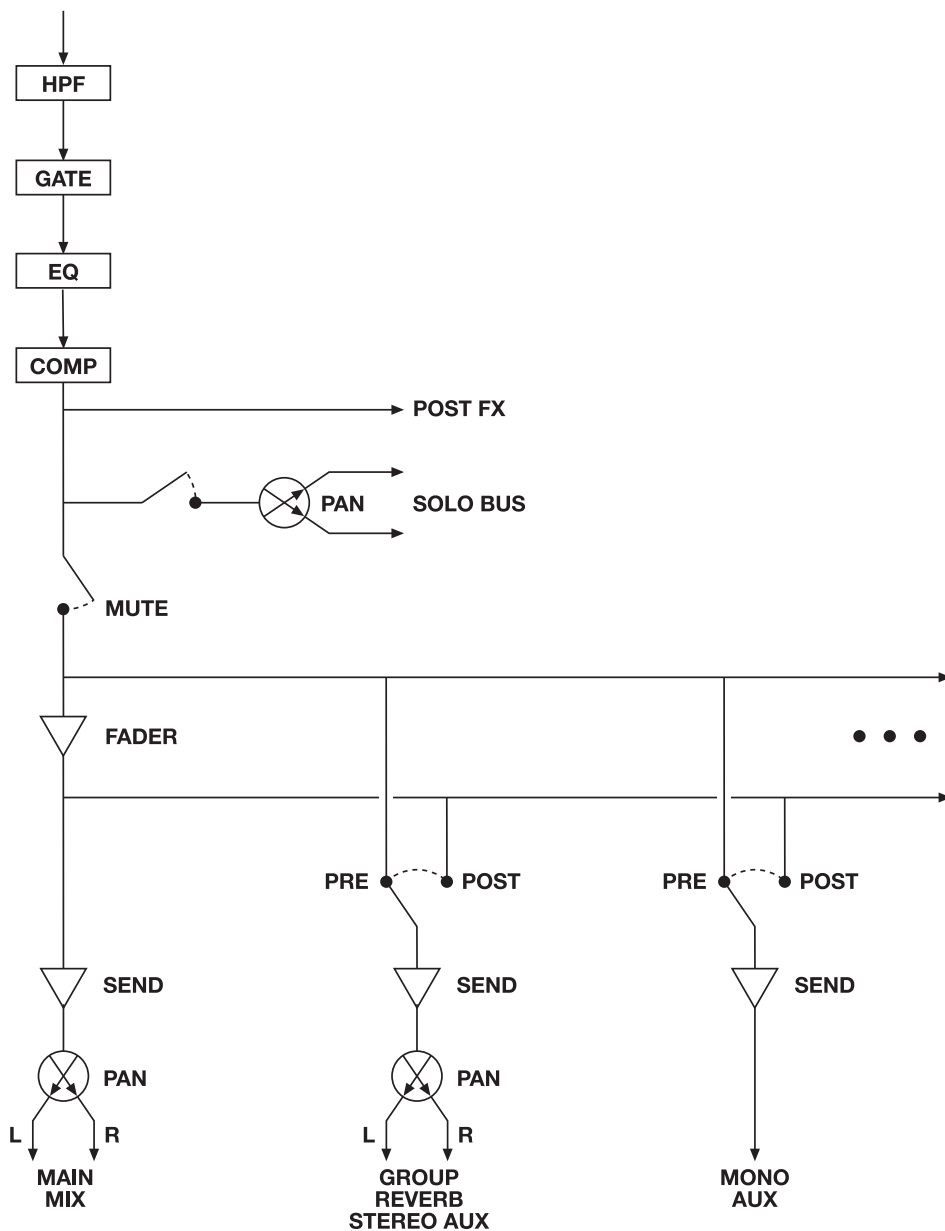 HPF
GATE
EQ
COMP
POST FX
PAN
SOLO BUS
MUTE
FADER
PRE
POST
PRE
POST
SEND
SEND
SEND
PAN
PAN
L
R
L
R
MAIN
MIX
GROUP
REVERB
STEREO AUX
MONO
AUX